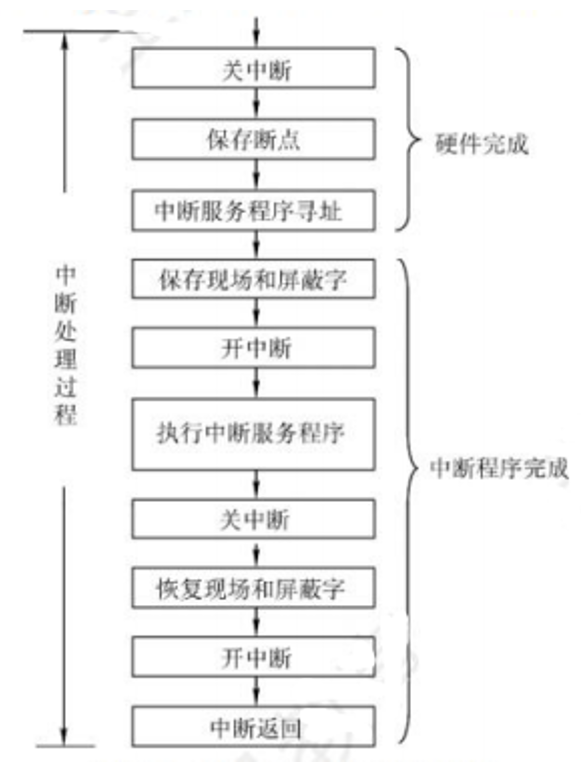 关中断
保存断点
中断服务程序寻址
硬件完成
中断处理过程
保存现场和屏蔽字
开中断
执行中断服务程序
关中断
恢复现场和屏蔽字
开中断
中断返回
中断程序完成